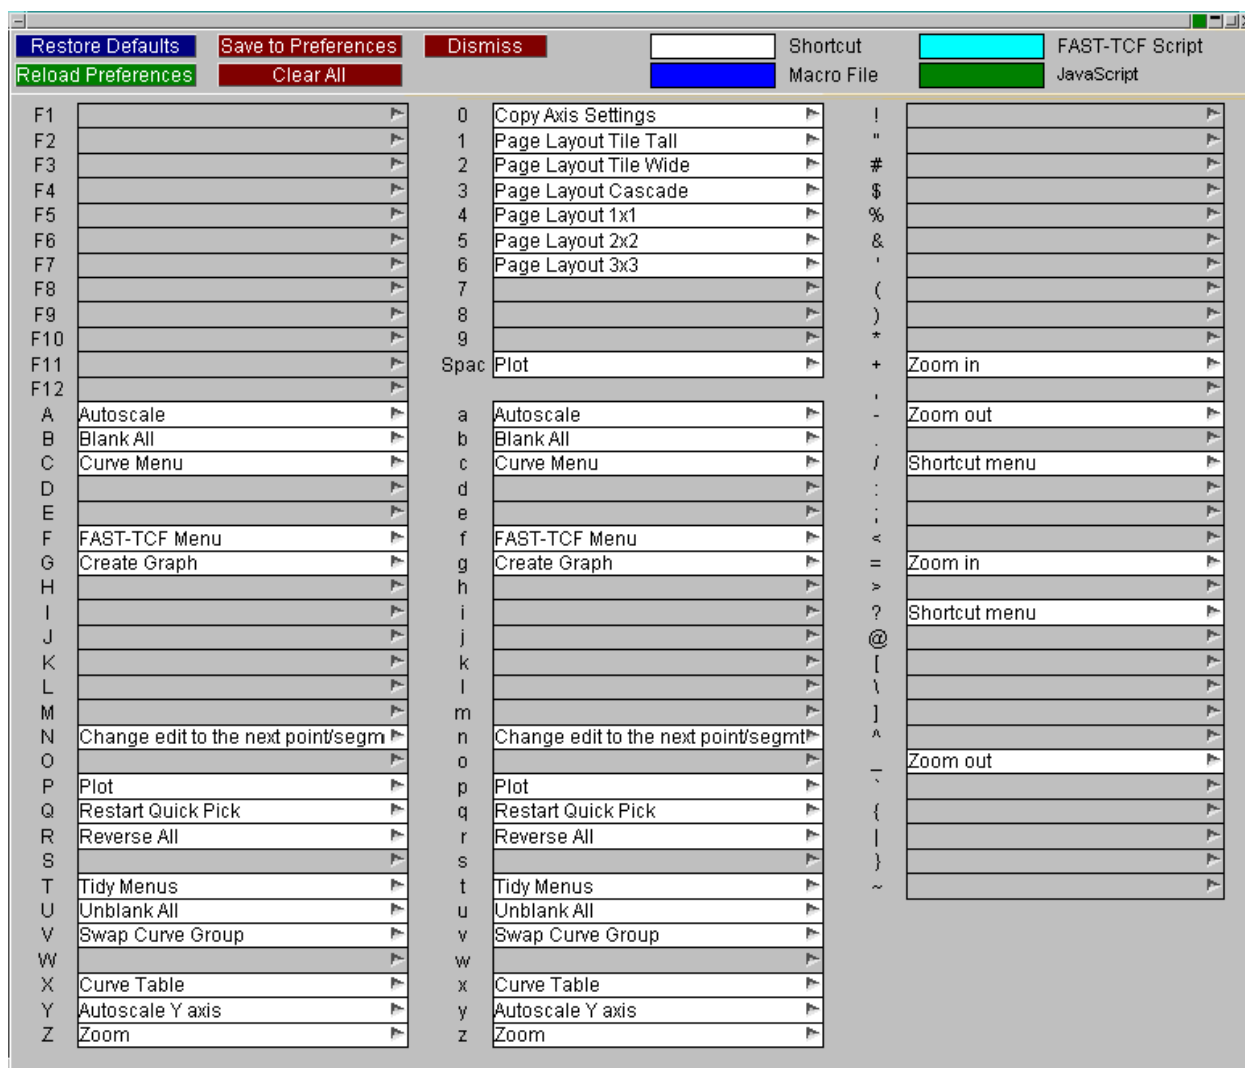 Restore Defaults Save to Preferences Dismiss Shortcut FAST-TCF Script
Reload Preferences Clear All Macro File JavaScript
F1 0 Copy Axis Settings !
F2 1 Page Layout Tile Tall "
F3 2 Page Layout Tile Wide #
F4 3 Page Layout Cascade $
F5 4 Page Layout 1x1 %
F6 5 Page Layout 2x2 &
F7 6 Page Layout 3x3 '
F8 7 (
F9 8 )
F10 9 *
F11 Spac Plot + Zoom in
F12 ,
A Autoscale a Autoscale - Zoom out
B Blank All b Blank All .
C Curve Menu c Curve Menu / Shortcut menu
D d :
E e ;
F FAST-TCF Menu f FAST-TCF Menu <
G Create Graph g Create Graph = Zoom in
H h >
I i ? Shortcut menu
J j @
K k [
L l \
M m ]
N Change edit to the next point/segm n Change edit to the next point/segmt ^
O o _ Zoom out
P Plot p Plot `
Q Restart Quick Pick q Restart Quick Pick {
R Reverse All r Reverse All |
S s }
T Tidy Menus t Tidy Menus ~
U Unblank All u Unblank All
V Swap Curve Group v Swap Curve Group
W w
X Curve Table x Curve Table
Y Autoscale Y axis y Autoscale Y axis
Z Zoom z Zoom